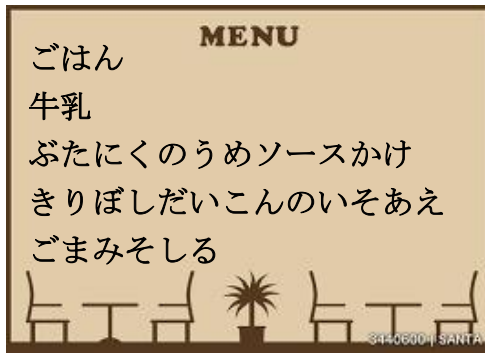 MENU
ごはん
牛乳
ぶたにくのうめソースかけ
きりぼしだいこんのいそあえ
ごまみそしる
3440600 | SANTA